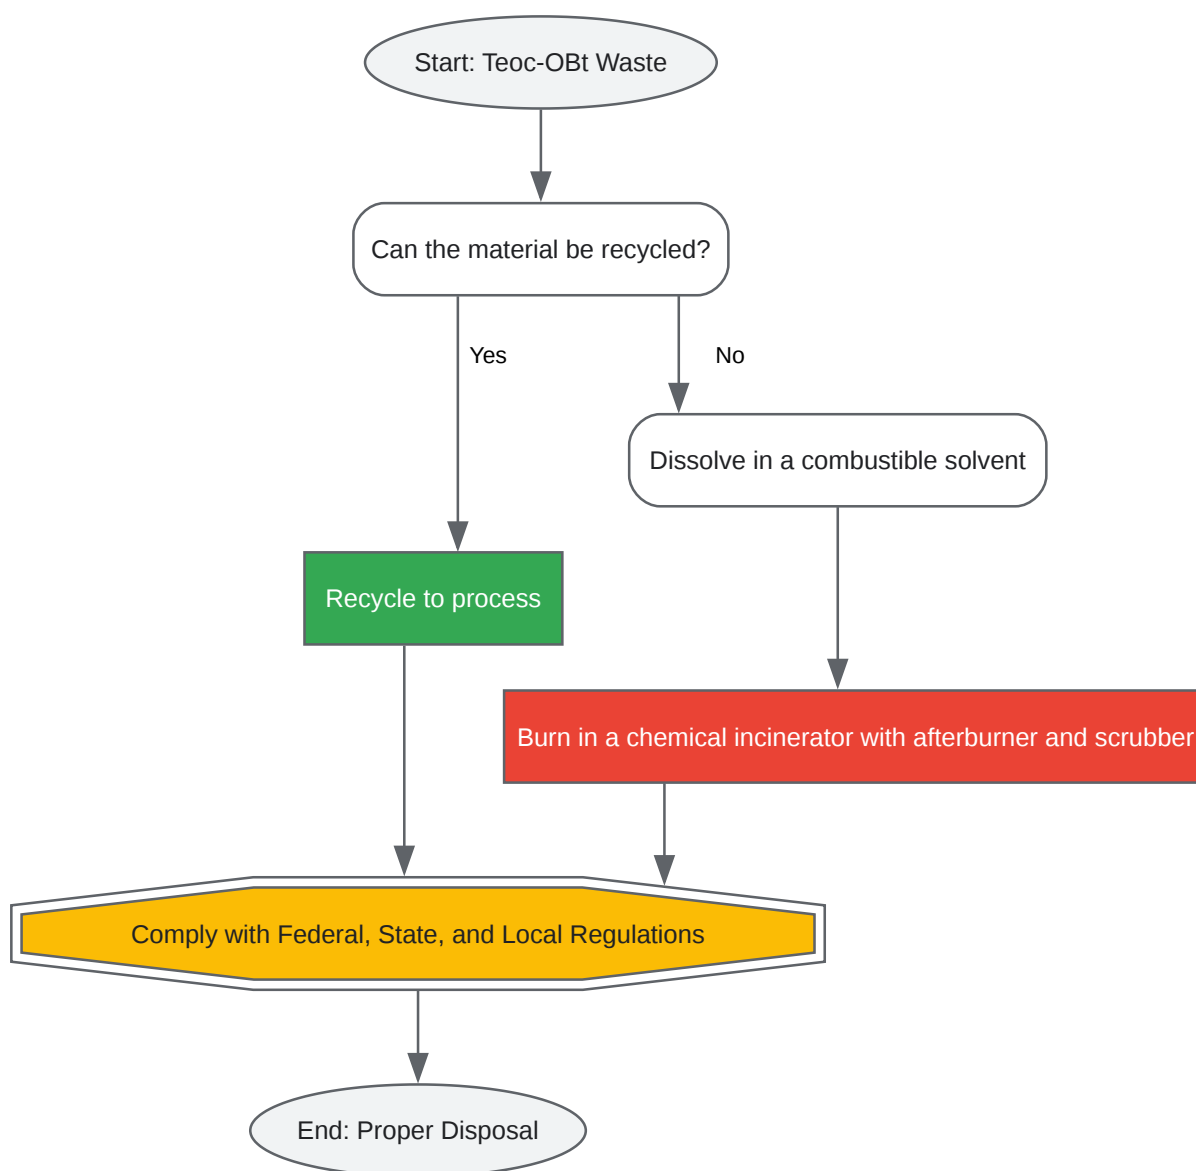 Start: Teoc-OBt Waste
Can the material be recycled?
Yes
No
Dissolve in a combustible solvent
Recycle to process
Burn in a chemical incinerator with afterburner and scrubber
Comply with Federal, State, and Local Regulations
End: Proper Disposal